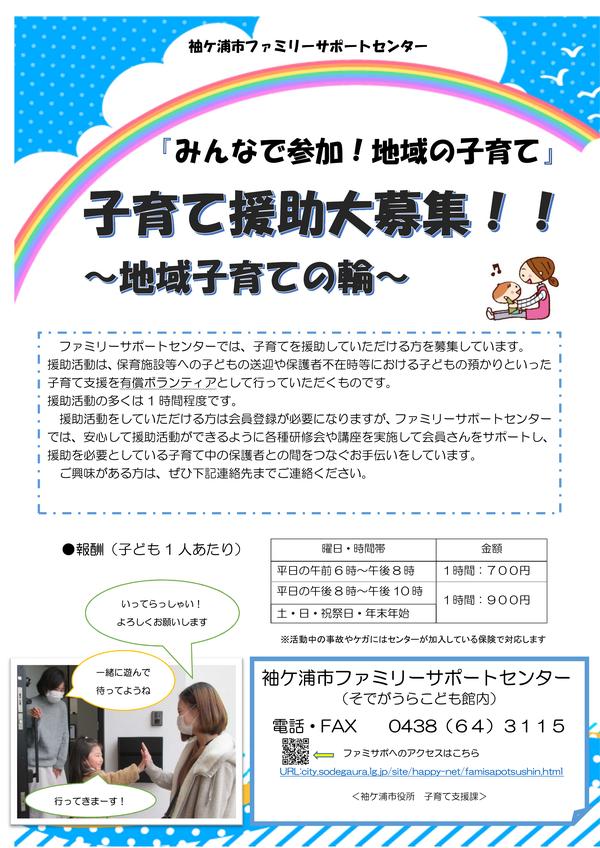 袖ケ浦市ファミリーサポートセンター
『みんなで参加！地域の子育て』
子育て援助大募集！！
～地域子育ての輪～
ファミリーサポートセンターでは、子育てを援助していただける方を募集しています。
援助活動は、保育施設等への子どもの送迎や保護者不在時等における子どもの預かりといった
子育て支援を有償ボランティアとして行っていただくものです。
援助活動の多くは１時間程度です。
援助活動をしていただける方は会員登録が必要になりますが、ファミリーサポートセンター
では、安心して援助活動ができるように各種研修会や講座を実施して会員さんをサポートし、
援助を必要としている子育て中の保護者との間をつなぐお手伝いをしています。
ご興味がある方は、ぜひ下記連絡先までご連絡ください。
●報酬（子ども１人あたり）
曜日・時間帯 金額
平日の午前６時～午後８時 １時間：７００円
平日の午後８時～午後１０時 １時間：９００円
土・日・祝祭日・年末年始
※活動中の事故やケガにはセンターが加入している保険で対応します
いってらっしゃい！
よろしくお願いします
一緒に遊んで
待ってようね
行ってきまーす！
袖ケ浦市ファミリーサポートセンター
（そでがうらこども館内）
電話・FAX ０４３８（６４）３１１５
ファミサポへのアクセスはこちら
URL:city.sodegaura.lg.jp/site/happy-net/famisapotsushin.html
＜袖ケ浦市役所 子育て支援課＞